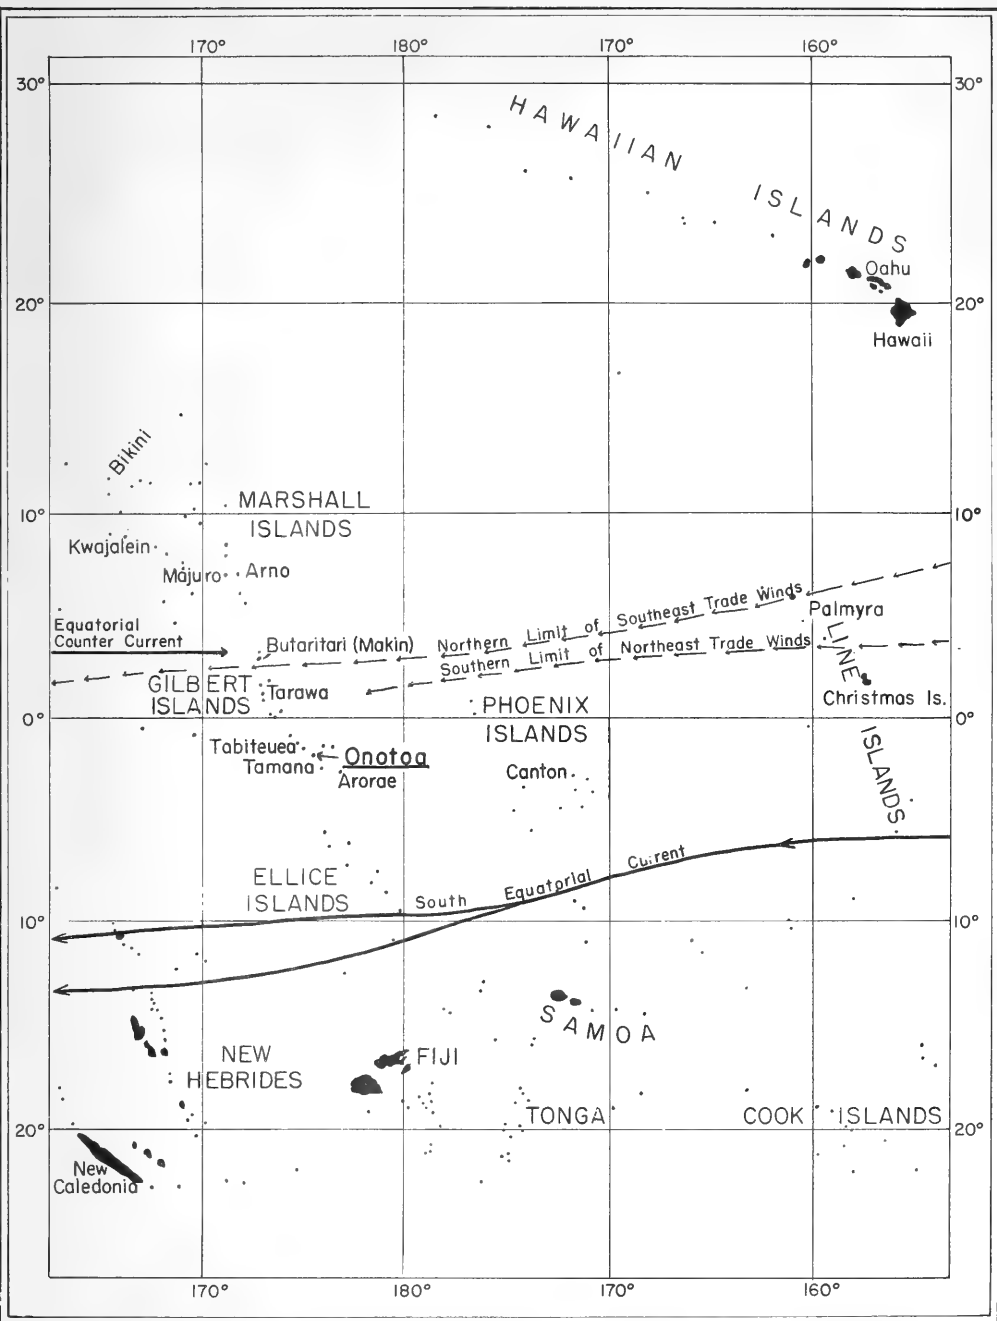 170° 180° 170° 160°
30° 30°
HAWAIIAN ISLANDS
Oahu
20° 20°
Hawaii
Bikini
MARSHALL
ISLANDS
10° 10°
Kwajalein
Majuro Arno
Equatorial
Counter Current
Butaritari (Makin)
Northern Limit of Southeast Trade Winds
Southern Limit of Northeast Trade Winds
Palmyra
LINE ISLANDS
GILBERT
ISLANDS
Tarawa
Christmas Is.
0° 0°
PHOENIX
ISLANDS
Tabiteuea
Onotoa
Tamana
Arorae
Canton
ELLICE
ISLANDS
South Equatorial Current
10° 10°
SAMOA
NEW
HEBRIDES
FIJI
TONGA
COOK ISLANDS
20° 20°
New
Caledonia
170° 180° 170° 160°